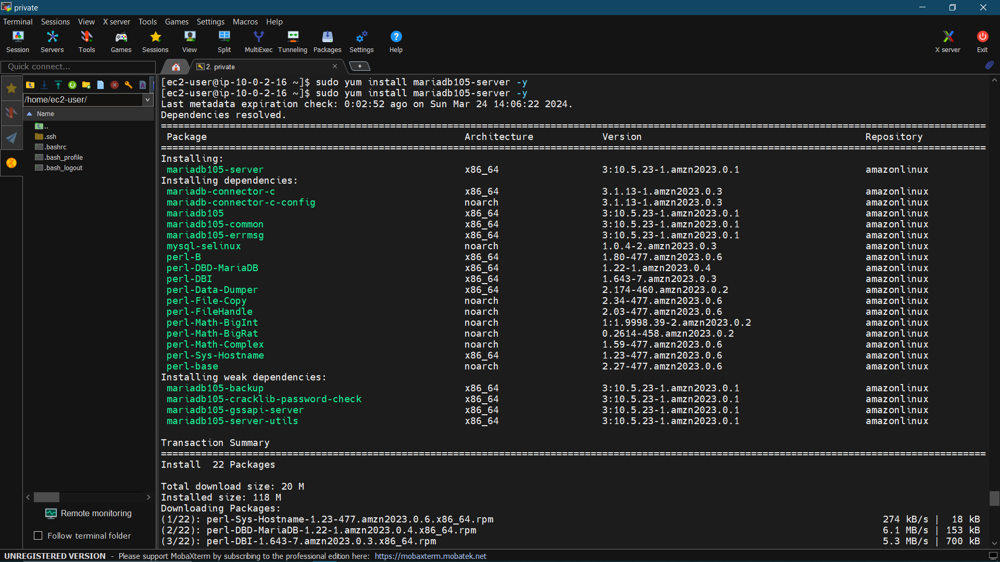 private
Terminal Sessions View X server Tools Games Settings Macros Help
Session Servers Tools Games Sessions View Split MultiExec Tunneling Packages Settings Help X server Exit
Quick connect...
2. private
/home/ec2-user/
Name
..
.ssh
.bashrc
.bash_profile
.bash_logout
Remote monitoring
Follow terminal folder
[ec2-user@ip-10-0-2-16 ~]$ sudo yum install mariadb105-server -y
[ec2-user@ip-10-0-2-16 ~]$ sudo yum install mariadb105-server -y
Last metadata expiration check: 0:02:52 ago on Sun Mar 24 14:06:22 2024.
Dependencies resolved.
Package Architecture Version Repository
Installing:
mariadb105-server x86_64 3:10.5.23-1.amzn2023.0.1 amazonlinux
Installing dependencies:
mariadb-connector-c x86_64 3.1.13-1.amzn2023.0.3 amazonlinux
mariadb-connector-c-config noarch 3.1.13-1.amzn2023.0.3 amazonlinux
mariadb105 x86_64 3:10.5.23-1.amzn2023.0.1 amazonlinux
mariadb105-common x86_64 3:10.5.23-1.amzn2023.0.1 amazonlinux
mariadb105-errmsg x86_64 3:10.5.23-1.amzn2023.0.1 amazonlinux
mysql-selinux noarch 1.0.4-2.amzn2023.0.3 amazonlinux
perl-B x86_64 1.80-477.amzn2023.0.6 amazonlinux
perl-DBD-MariaDB x86_64 1.22-1.amzn2023.0.4 amazonlinux
perl-DBI x86_64 1.643-7.amzn2023.0.3 amazonlinux
perl-Data-Dumper x86_64 2.174-460.amzn2023.0.2 amazonlinux
perl-File-Copy noarch 2.34-477.amzn2023.0.6 amazonlinux
perl-FileHandle noarch 2.03-477.amzn2023.0.6 amazonlinux
perl-Math-BigInt noarch 1:1.9998.39-2.amzn2023.0.2 amazonlinux
perl-Math-BigRat noarch 0.2614-458.amzn2023.0.2 amazonlinux
perl-Math-Complex noarch 1.59-477.amzn2023.0.6 amazonlinux
perl-Sys-Hostname x86_64 1.23-477.amzn2023.0.6 amazonlinux
perl-base noarch 2.27-477.amzn2023.0.6 amazonlinux
Installing weak dependencies:
mariadb105-backup x86_64 3:10.5.23-1.amzn2023.0.1 amazonlinux
mariadb105-cracklib-password-check x86_64 3:10.5.23-1.amzn2023.0.1 amazonlinux
mariadb105-gssapi-server x86_64 3:10.5.23-1.amzn2023.0.1 amazonlinux
mariadb105-server-utils x86_64 3:10.5.23-1.amzn2023.0.1 amazonlinux
Transaction Summary
Install 22 Packages
Total download size: 20 M
Installed size: 118 M
Downloading Packages:
(1/22): perl-Sys-Hostname-1.23-477.amzn2023.0.6.x86_64.rpm 274 kB/s | 18 kB
(2/22): perl-DBD-MariaDB-1.22-1.amzn2023.0.4.x86_64.rpm 6.1 MB/s | 153 kB
(3/22): perl-DBI-1.643-7.amzn2023.0.3.x86_64.rpm 5.3 MB/s | 700 kB
UNREGISTERED VERSION - Please support MobaXterm by subscribing to the professional edition here: https://mobaxterm.mobatek.net